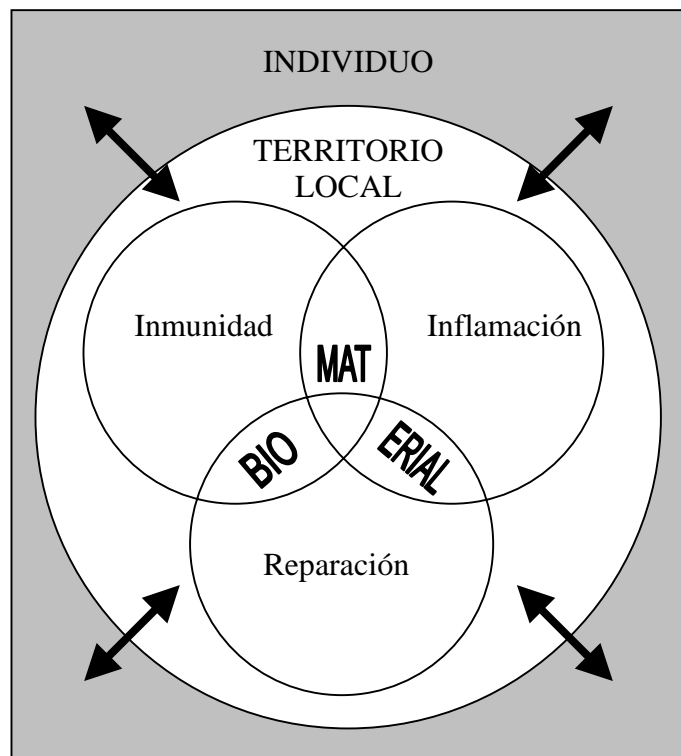 INDIVIDUO
TERRITORIO
LOCAL
Inmunidad
Inflamación
MAT
BIO
ERIAL
Reparación